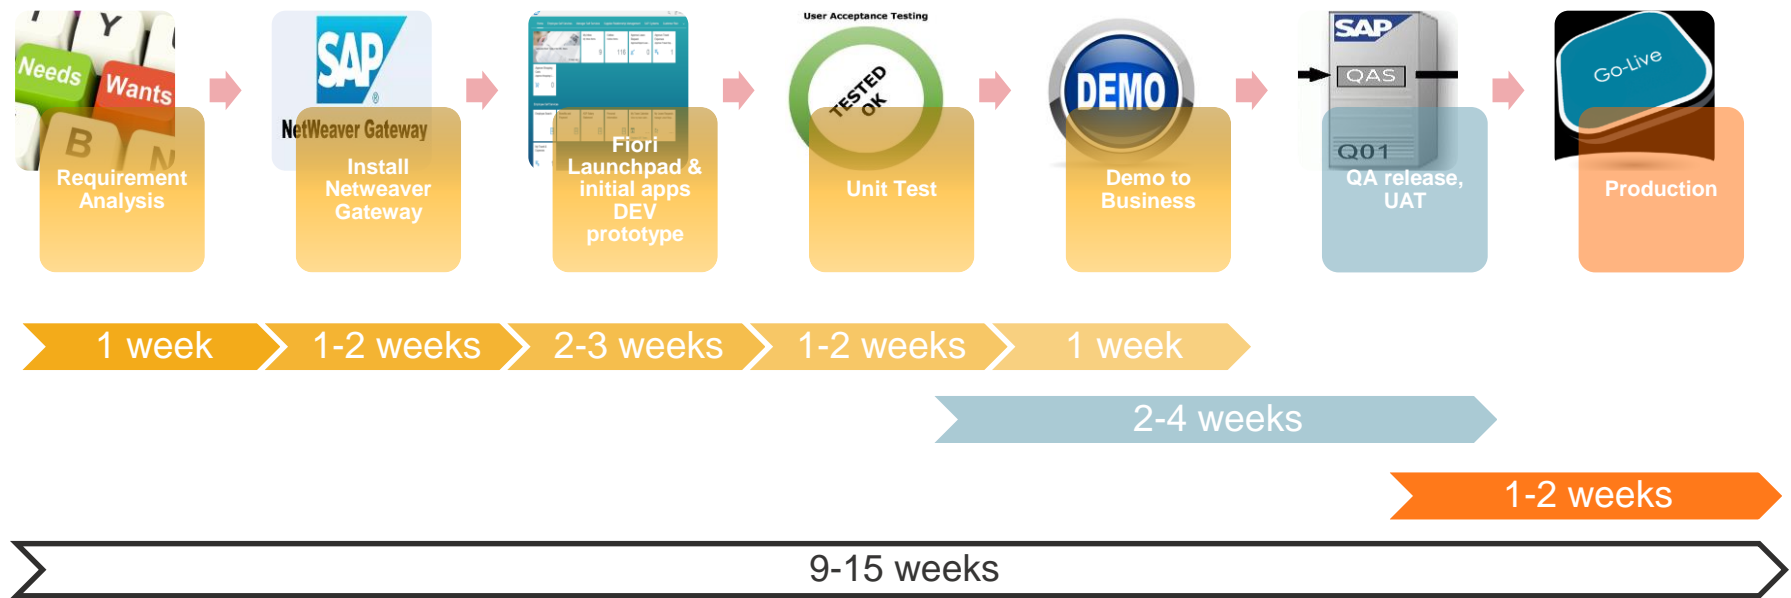 User Acceptance Testing
Y
Needs
Wants
B
N
SAP
NetWeaver Gateway
TESTED
OK
DEMO
SAP
QAS
Q01
Go-Live
Requirement
Analysis
Install
Netweaver
Gateway
Fiori
Launchpad &
initial apps
DEV
prototype
Unit Test
Demo to
Business
QA release,
UAT
Production
1 week
1-2 weeks
2-3 weeks
1-2 weeks
1 week
2-4 weeks
1-2 weeks
9-15 weeks